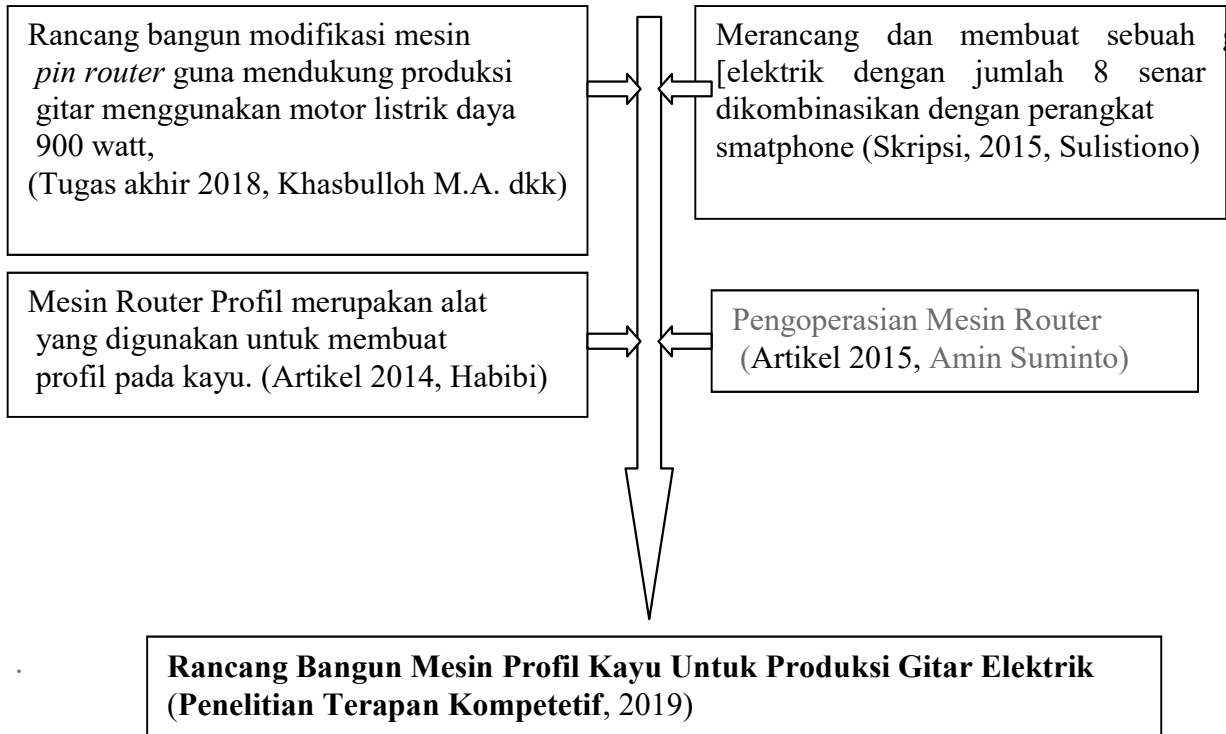 Rancang bangun modifikasi mesin
pin router guna mendukung produksi
gitar menggunakan motor listrik daya
900 watt,
(Tugas akhir 2018, Khasbulloh M.A. dkk)
Merancang dan membuat sebuah g
[elektrik dengan jumlah 8 senar
dikombinasikan dengan perangkat
smatphone (Skripsi, 2015, Sulistiono)
Mesin Router Profil merupakan alat
yang digunakan untuk membuat
profil pada kayu. (Artikel 2014, Habibi)
Pengoperasian Mesin Router
(Artikel 2015, Amin Suminto)
Rancang Bangun Mesin Profil Kayu Untuk Produksi Gitar Elektrik
(Penelitian Terapan Kompetetif, 2019)
.